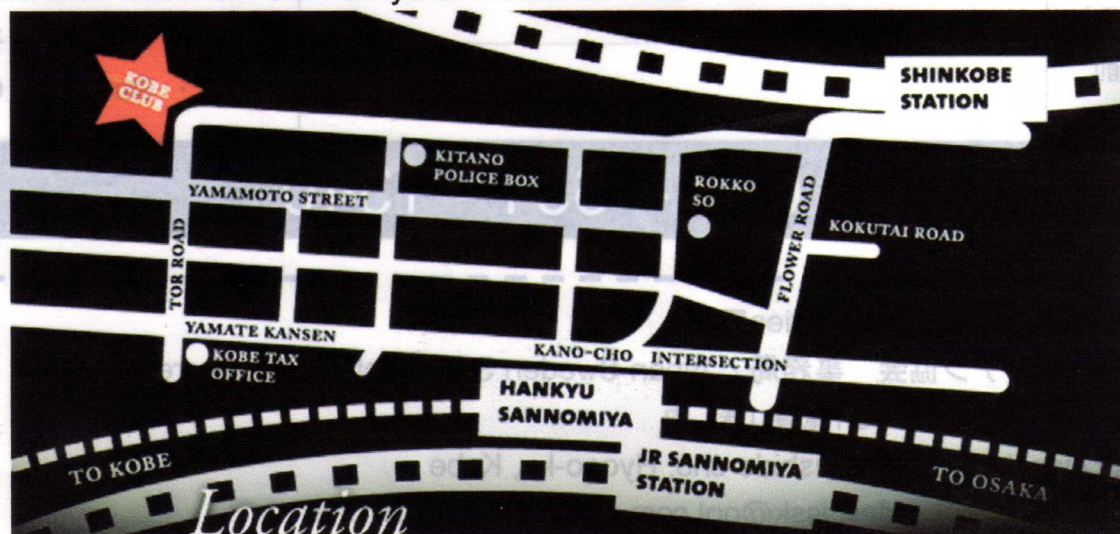 KOBE
CLUB
SHINKOBE
STATION
KITANO
POLICE BOX
ROKKO
SO
YAMAMOTO STREET
TOR ROAD
FLOWER ROAD
KOKUTAI ROAD
YAMATE KANSEN
KOBE TAX
OFFICE
KANO-CHO INTERSECTION
HANKYU
SANNOMIYA
JR SANNOMIYA
STATION
TO KOBE
TO OSAKA
Location